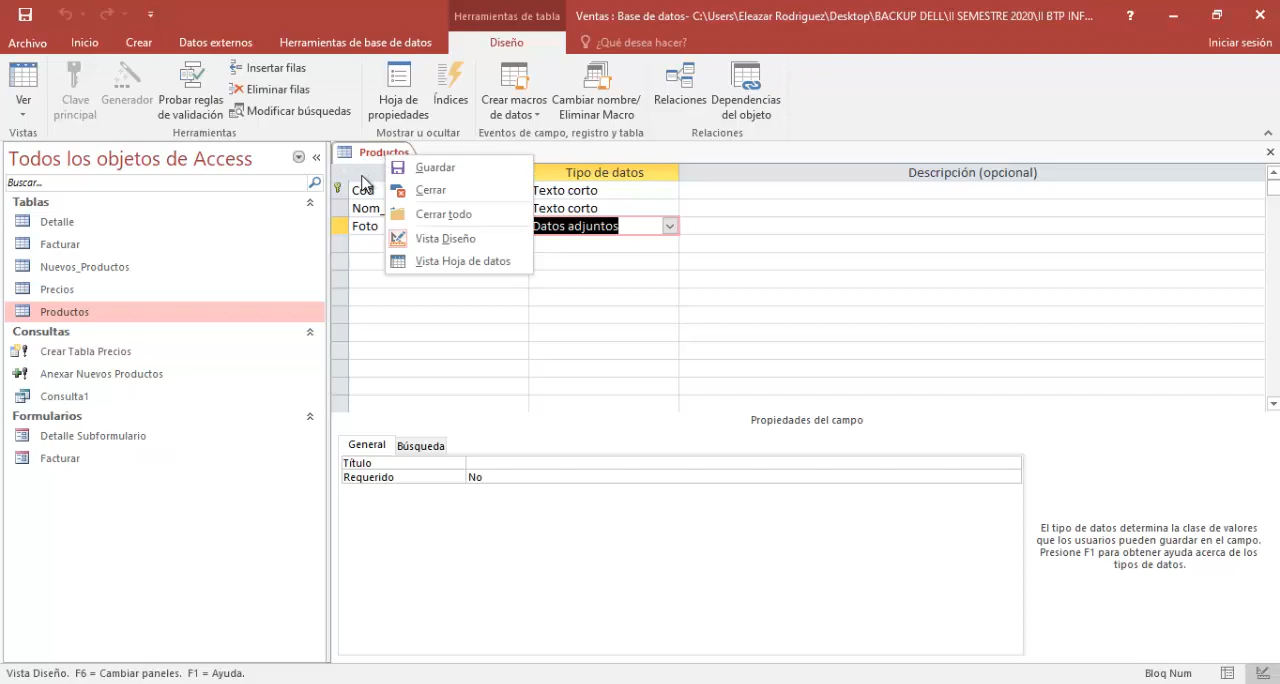 Herramientas de tabla
Ventas : Base de datos- C:\Users\Eleazar Rodriguez\Desktop\BACKUP DELL\II SEMESTRE 2020\II BTP INF...
?
Archivo
Inicio
Crear
Datos externos
Herramientas de base de datos
Diseño
¿Qué desea hacer?
Iniciar sesión
Ver
Clave principal
Generador
Probar reglas de validación
Insertar filas
Eliminar filas
Modificar búsquedas
Hoja de propiedades
Índices
Crear macros de datos
Cambiar nombre/ Eliminar Macro
Relaciones
Dependencias del objeto
Vistas
Herramientas
Mostrar u ocultar
Eventos de campo, registro y tabla
Relaciones
Todos los objetos de Access
Buscar...
Tablas
Detalle
Facturar
Nuevos_Productos
Precios
Productos
Consultas
Crear Tabla Precios
Anexar Nuevos Productos
Consulta1
Formularios
Detalle Subformulario
Facturar
Productos
Guardar
Cerrar
Cerrar todo
Vista Diseño
Vista Hoja de datos
Tipo de datos
Descripción (opcional)
Texto corto
Nom_
Texto corto
Foto
Datos adjuntos
Propiedades del campo
General
Búsqueda
Título
Requerido
No
El tipo de datos determina la clase de valores
que los usuarios pueden guardar en el campo.
Presione F1 para obtener ayuda acerca de los
tipos de datos.
Vista Diseño. F6 = Cambiar paneles. F1 = Ayuda.
Bloq Num